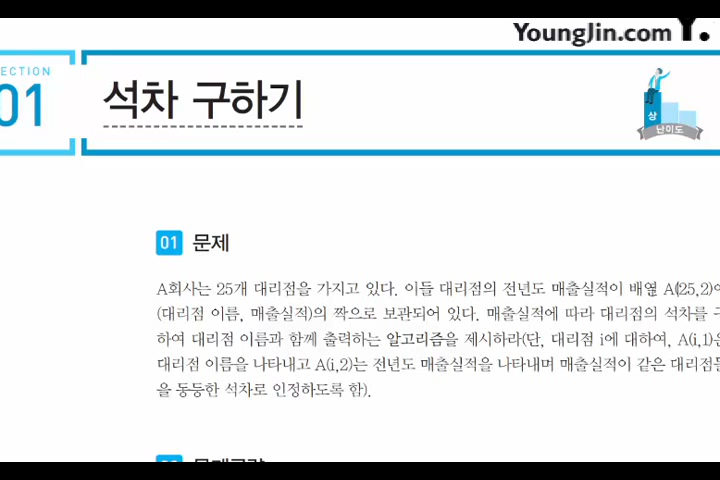 YoungJin.com Y.
ECTION
01
석차 구하기
상
난이도
01 문제
A회사는 25개 대리점을 가지고 있다. 이들 대리점의 전년도 매출실적이 배열 A(25,2)에
(대리점 이름, 매출실적)의 짝으로 보관되어 있다. 매출실적에 따라 대리점의 석차를 구
하여 대리점 이름과 함께 출력하는 알고리즘을 제시하라(단, 대리점 i에 대하여, A(i,1)은
대리점 이름을 나타내고 A(i,2)는 전년도 매출실적을 나타내며 매출실적이 같은 대리점들
을 동등한 석차로 인정하도록 함).